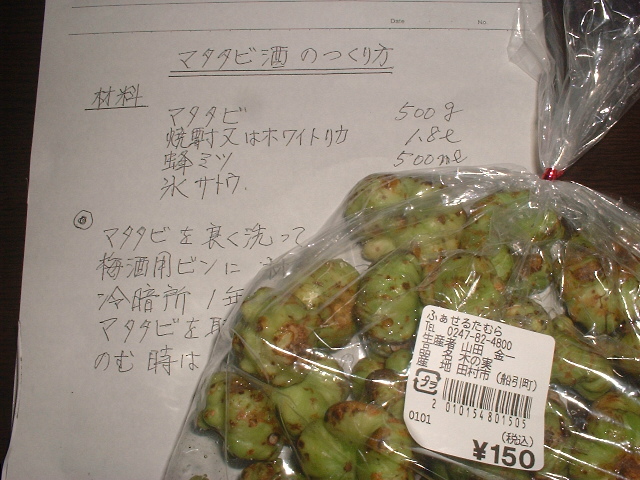 Date
No.
マタタビ酒のつくり方
材料
マタタビ 500g
焼酎又はホワイトリカ 1.8ℓ
蜂ミツ 500mℓ
氷サトウ.
マタタビを良く洗って
梅酒用ビンに
冷暗所1年
マタタビを取
のむ時は
ふぁせるたむら
TEL 0247-82-4800
生産者 山田 金一
品 名 木の実
産 地 田村市 (船引町)
プラ
2 010154 801505
0101
(税込)
¥150